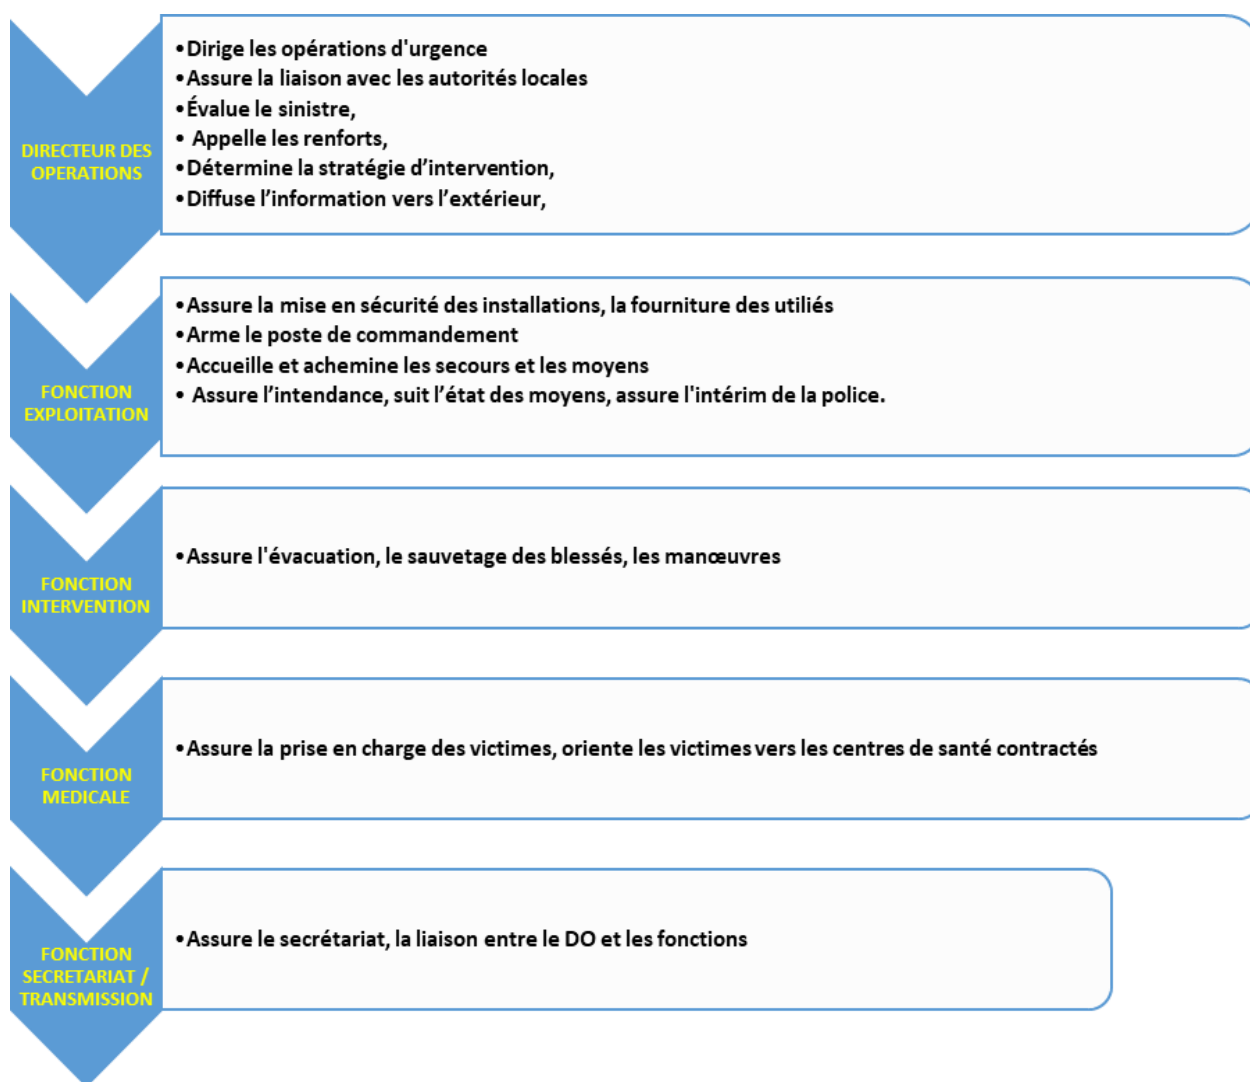 DIRECTEUR DES
OPERATIONS
•Dirige les opérations d'urgence
•Assure la liaison avec les autorités locales
•Évalue le sinistre,
• Appelle les renforts,
•Détermine la stratégie d’intervention,
•Diffuse l’information vers l’extérieur,
FONCTION
EXPLOITATION
•Assure la mise en sécurité des installations, la fourniture des utiliés
•Arme le poste de commandement
•Accueille et achemine les secours et les moyens
• Assure l’intendance, suit l’état des moyens, assure l'intérim de la police.
FONCTION
INTERVENTION
•Assure l'évacuation, le sauvetage des blessés, les manœuvres
FONCTION
MEDICALE
•Assure la prise en charge des victimes, oriente les victimes vers les centres de santé contractés
FONCTION
SECRETARIAT /
TRANSMISSION
•Assure le secrétariat, la liaison entre le DO et les fonctions